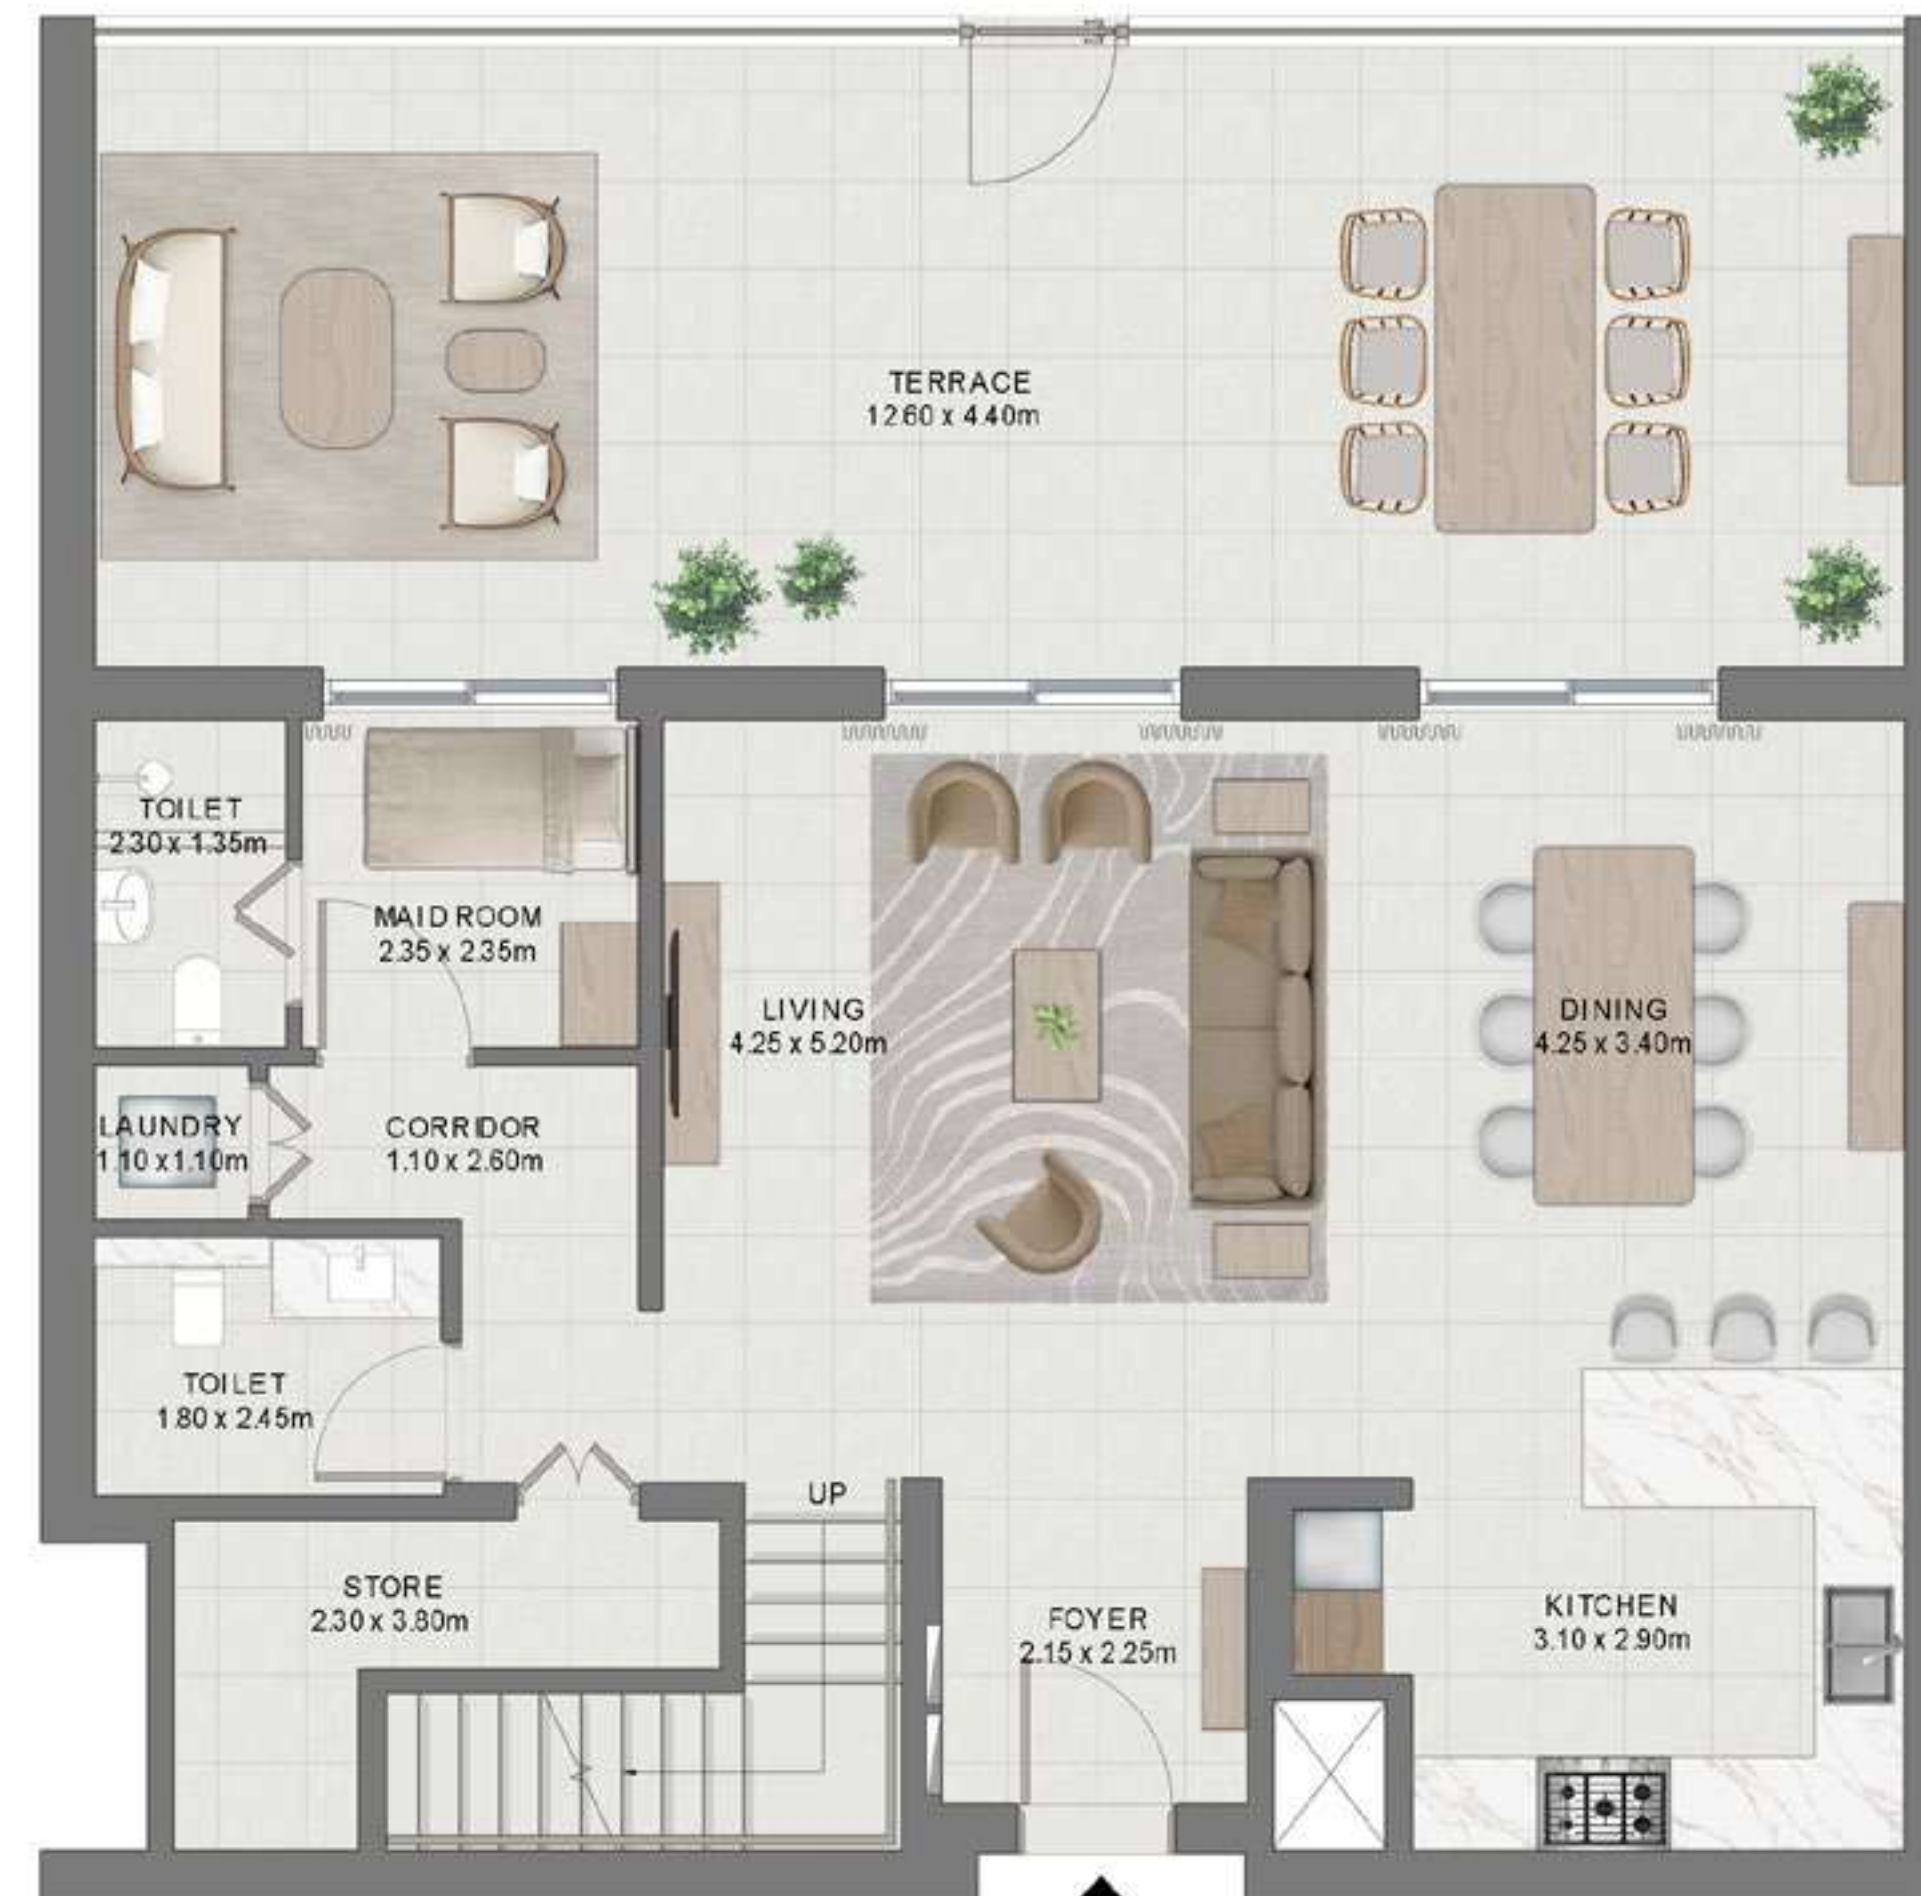 TERRACE
12.60 x 4.40m
TOILET
2.30 x 1.35m
MAID ROOM
2.35 x 2.35m
LIVING
4.25 x 5.20m
DINING
4.25 x 3.40m
LAUNDRY
1.10 x 1.10m
CORRIDOR
1.10 x 2.60m
TOILET
1.80 x 2.45m
UP
STORE
2.30 x 3.80m
FOYER
2.15 x 2.25m
KITCHEN
3.10 x 2.90m